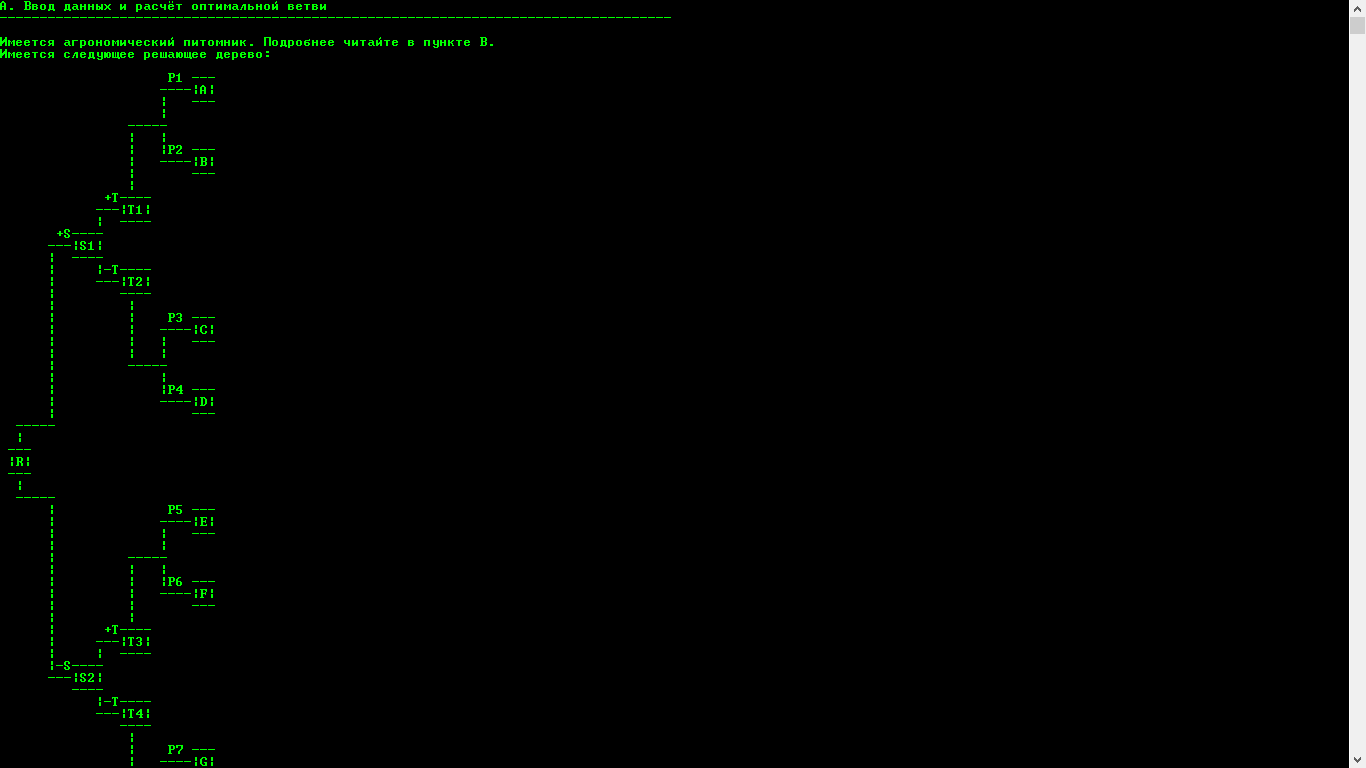 А. Ввод данных и расчёт оптимальной ветви
Имеется агрономический питомник. Подробнее читайте в пункте В.
Имеется следующее решающее дерево:
P1
A
P2
B
+T
T1
+S
S1
-T
T2
P3
C
P4
D
R
P5
E
P6
F
+T
T3
-S
S2
-T
T4
P7
G